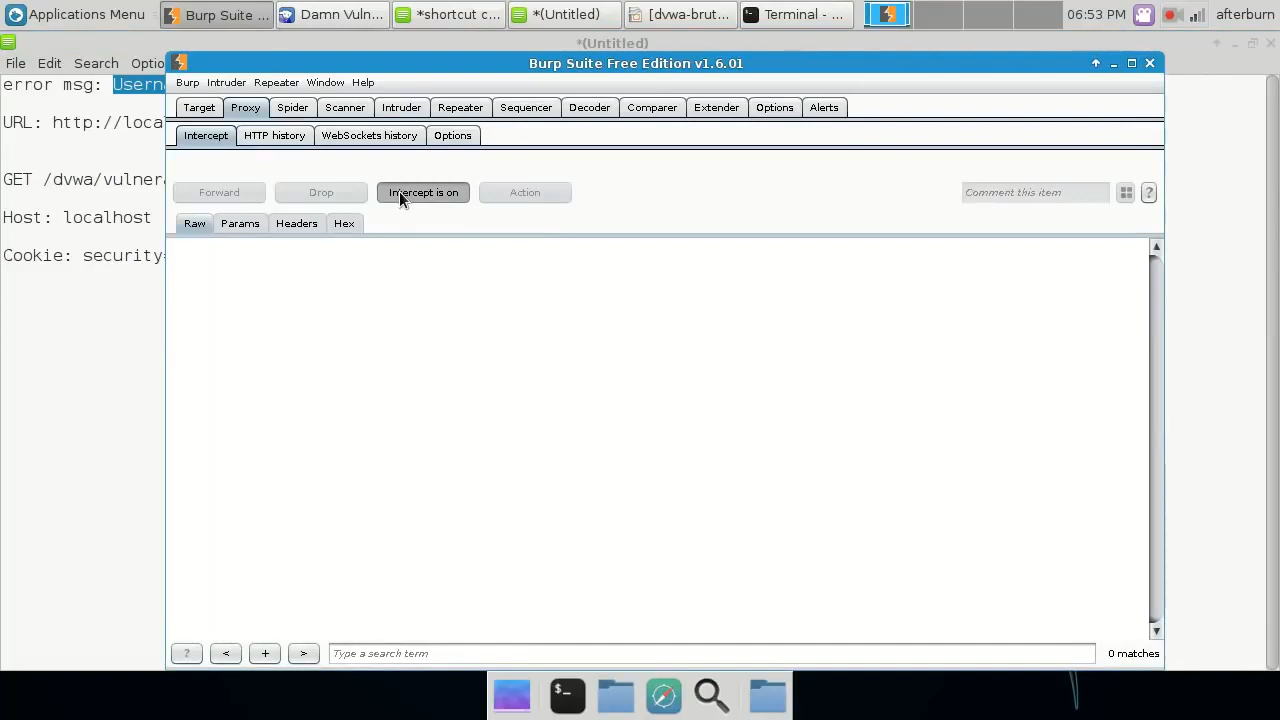 Applications Menu
Burp Suite ...
Damn Vuln...
*shortcut c...
*(Untitled)
[dvwa-brut...
Terminal - ...
06:53 PM
afterburn
*(Untitled)
File Edit Search Optio
error msg: Usern
URL: http://loca
GET /dvwa/vulner
Host: localhost
Cookie: security
Burp Suite Free Edition v1.6.01
Burp Intruder Repeater Window Help
Target Proxy Spider Scanner Intruder Repeater Sequencer Decoder Comparer Extender Options Alerts
Intercept HTTP history WebSockets history Options
Forward Drop Intercept is on Action Comment this item ?
Raw Params Headers Hex
? < + > Type a search term 0 matches
$_